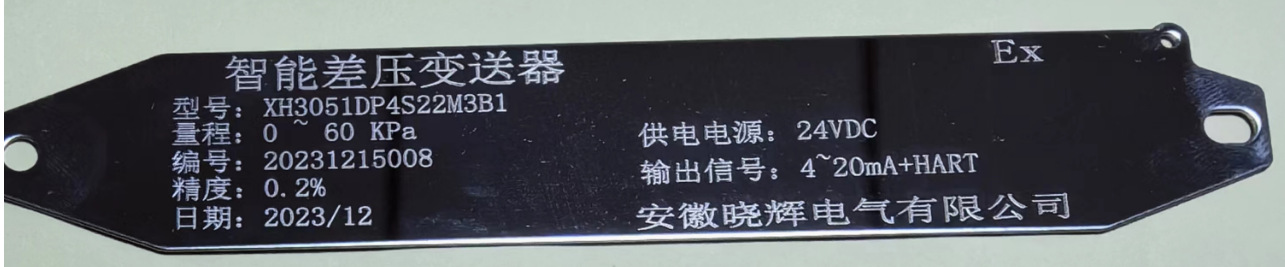 Ex
智能差压变送器
型号：XH3051DP4S22M3B1
量程：0 ~ 60 KPa
编号：20231215008
精度：0.2%
日期：2023/12
供电电源：24VDC
输出信号：4~20mA+HART
安徽晓辉电气有限公司